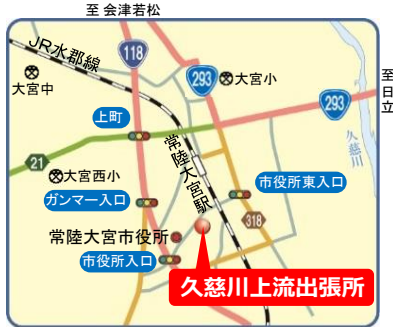 至 会津若松
JR水郡線
118
293
大宮小
大宮中
至日立
293
上町
久慈川
常陸大宮駅
21
大宮西小
市役所東入口
ガンマー入口
318
常陸大宮市役所
市役所入口
久慈川上流出張所